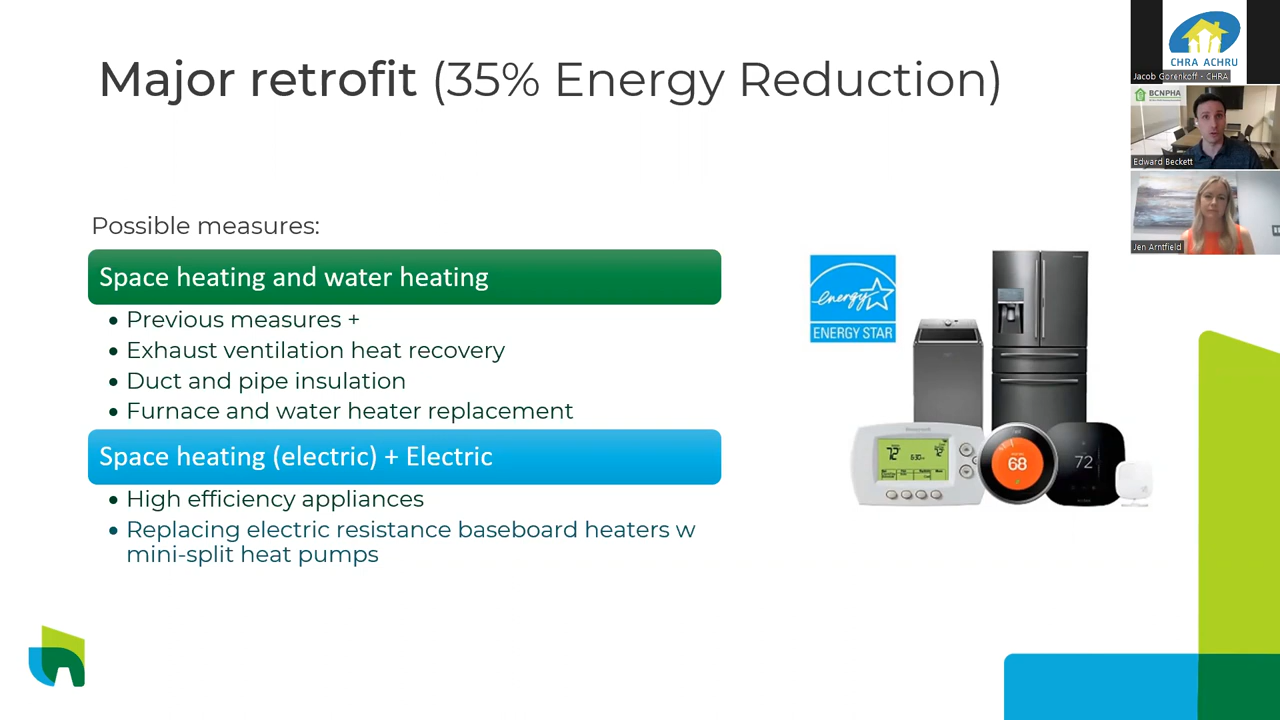 Major retrofit (35% Energy Reduction)
Possible measures:
Space heating and water heating
• Previous measures +
• Exhaust ventilation heat recovery
• Duct and pipe insulation
• Furnace and water heater replacement
Space heating (electric) + Electric
• High efficiency appliances
• Replacing electric resistance baseboard heaters w
mini-split heat pumps
energy
ENERGY STAR
Honeywell
72
68
72
CHRA ACHRU
Jacob Gorenkoff - CHRA
BCNPHA
Edward Beckett
Jen Arntfield